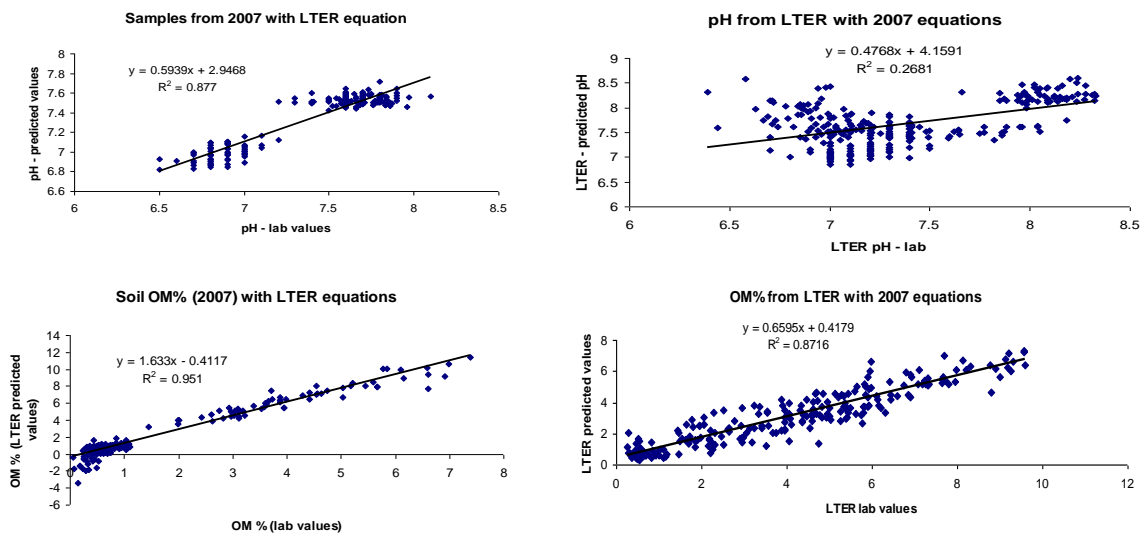 Samples from 2007 with LTER equation
y = 0.5939x + 2.9468
R² = 0.877
pH - predicted values
8
7.8
7.6
7.4
7.2
7
6.8
6.6
6 6.5 7 7.5 8 8.5
pH - lab values
pH from LTER with 2007 equations
y = 0.4768x + 4.1591
R² = 0.2681
LTER - predicted pH
9
8.5
8
7.5
7
6.5
6
6 6.5 7 7.5 8 8.5
LTER pH - lab
Soil OM% (2007) with LTER equations
y = 1.633x - 0.4117
R² = 0.951
OM % (LTER predicted
values)
14
12
10
8
6
4
2
0
-2
-4
-6
0 1 2 3 4 5 6 7 8
OM % (lab values)
OM% from LTER with 2007 equations
y = 0.6595x + 0.4179
R² = 0.8716
LTER predicted values
8
6
4
2
0
0 2 4 6 8 10 12
LTER lab values